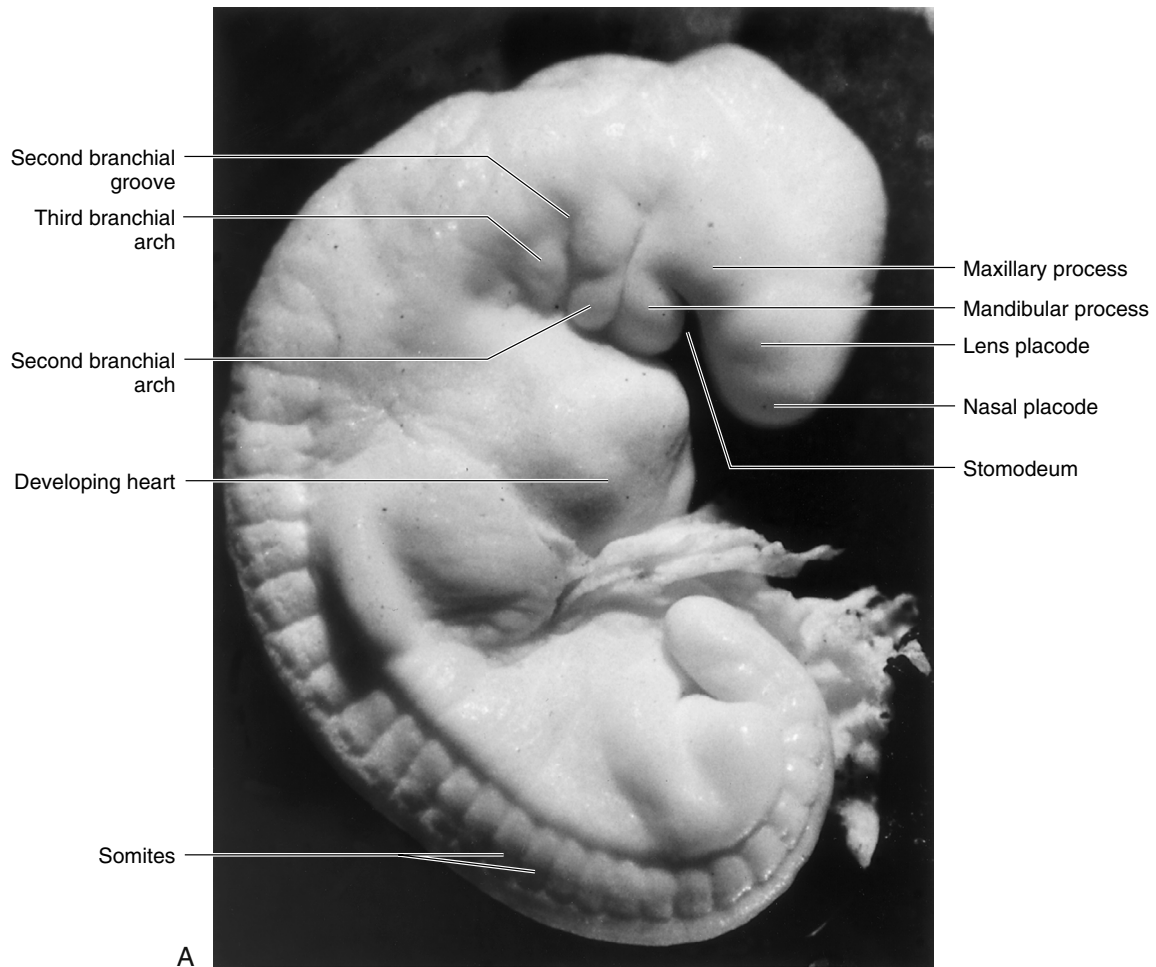 Second branchial
groove
Third branchial
arch
Second branchial
arch
Developing heart
Somites
A
Maxillary process
Mandibular process
Lens placode
Nasal placode
Stomodeum